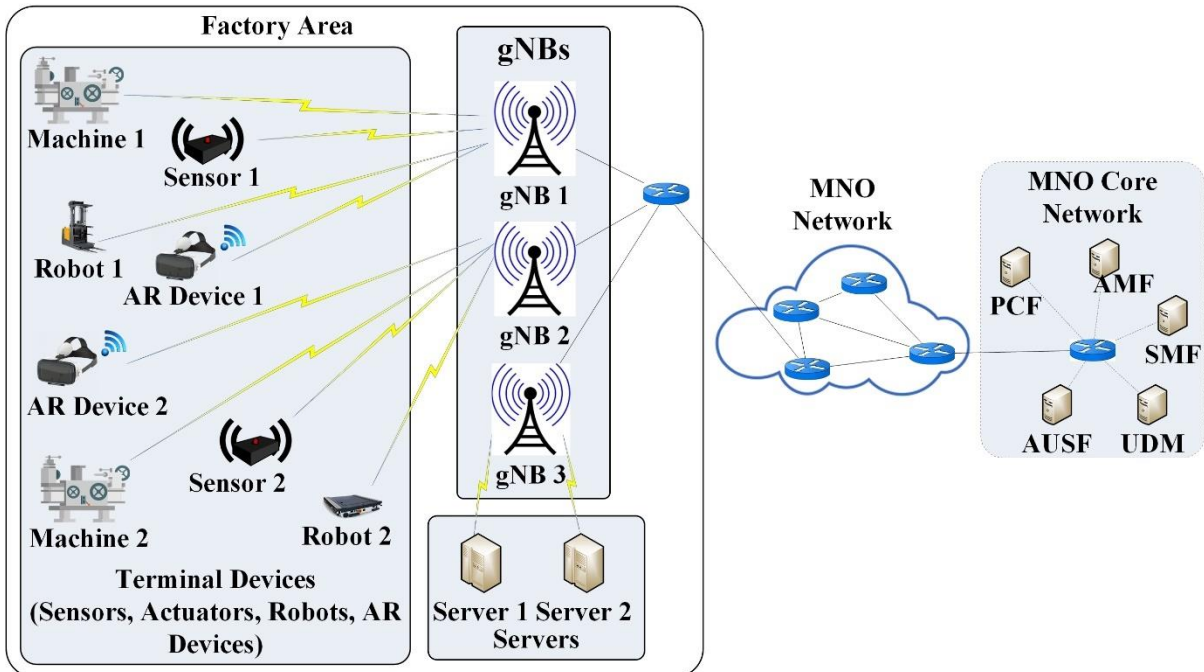 Factory Area
Machine 1
Sensor 1
Robot 1
AR Device 1
AR Device 2
Sensor 2
Machine 2
Robot 2
Terminal Devices
(Sensors, Actuators, Robots, AR
Devices)
gNBs
gNB 1
gNB 2
gNB 3
Server 1 Server 2
Servers
MNO
Network
MNO Core
Network
PCF
AMF
SMF
AUSF
UDM